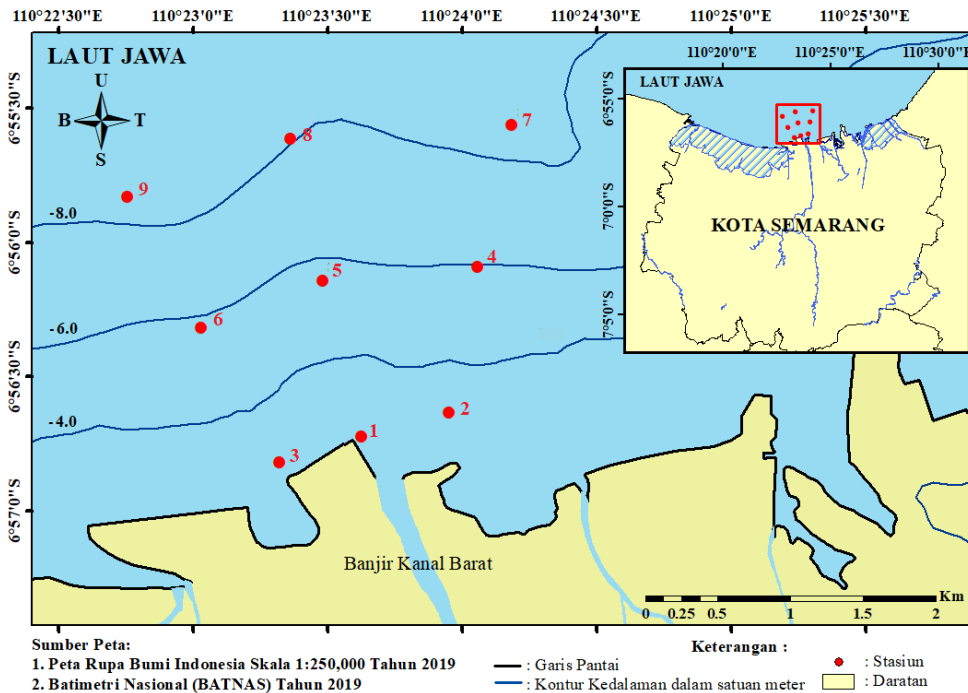 110°22'30"E 110°23'0"E 110°23'30"E 110°24'0"E 110°24'30"E 110°25'0"E 110°25'30"E
LAUT JAWA
U
B T
S
6°55'30"S
6°56'0"S
6°56'30"S
6°57'0"S
-8.0
-6.0
-4.0
7
8
9
4
5
6
2
1
3
Banjir Kanal Barat
110°20'0"E 110°25'0"E 110°30'0"E
LAUT JAWA
6°55'0"S
7°0'0"S
7°5'0"S
KOTA SEMARANG
Km
0 0.25 0.5 1 2
Sumber Peta:
1. Peta Rupa Bumi Indonesia Skala 1:250,000 Tahun 2019
2. Batimetri Nasional (BATNAS) Tahun 2019
Keterangan :
: Garis Pantai
: Kontur Kedalaman dalam satuan meter
: Stasiun
: Daratan